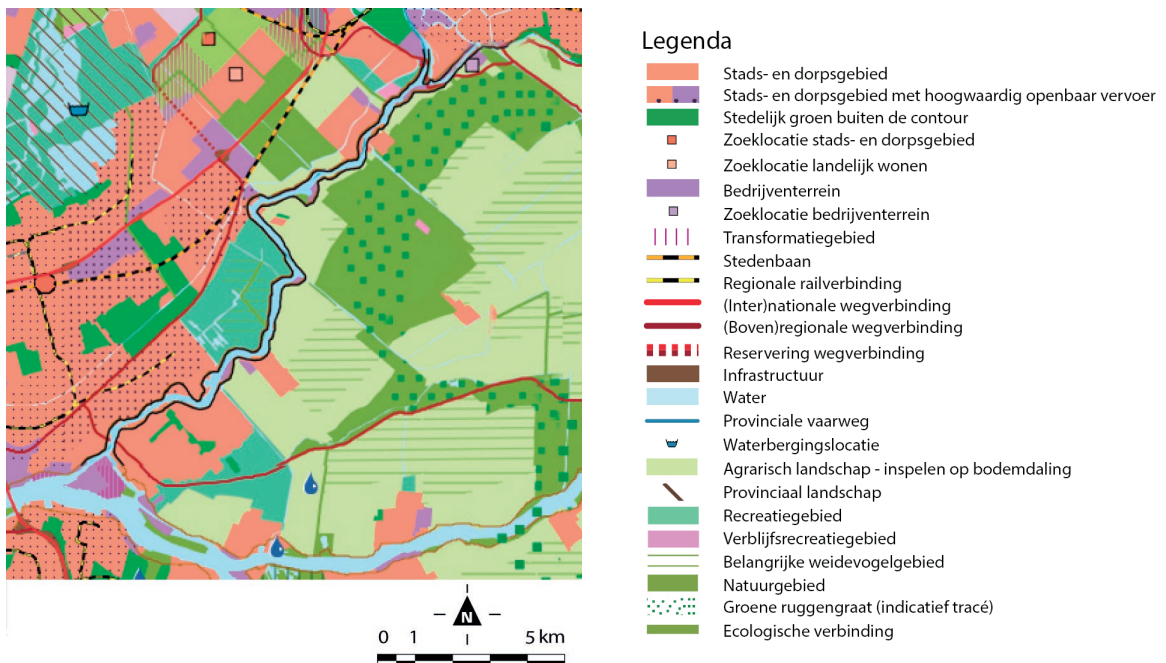 Legenda
Stads- en dorpsgebied
Stads- en dorpsgebied met hoogwaardig openbaar vervoer
Stedelijk groen buiten de contour
Zoeklocatie stads- en dorpsgebied
Zoeklocatie landelijk wonen
Bedrijventerrein
Zoeklocatie bedrijventerrein
Transformatiegebied
Stedenbaan
Regionale railverbinding
(Inter)nationale wegverbinding
(Boven)regionale wegverbinding
Reservering wegverbinding
Infrastructuur
Water
Provinciale vaarweg
Waterbergingslocatie
Agrarisch landschap - inspelen op bodemdaling
Provinciaal landschap
Recreatiegebied
Verblijfsrecreatiegebied
Belangrijke weidevogelgebied
Natuurgebied
Groene ruggengraat (indicatief tracé)
Ecologische verbinding
N
0 1 5 km